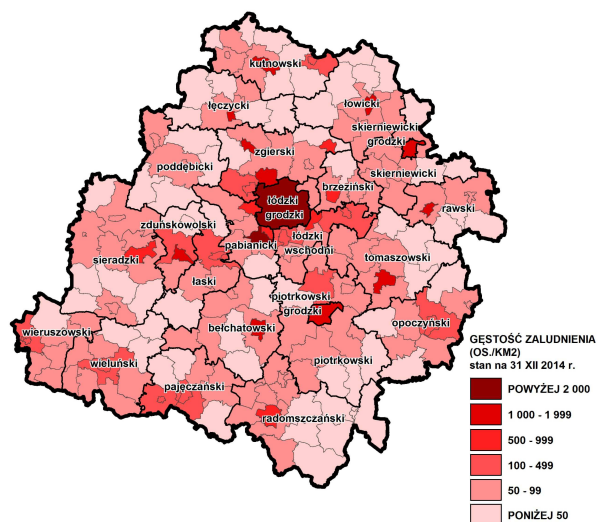 kutnowski
łęczycki
łowicki
skierniewicki
grodzki
zgierski
poddębicki
skierniewicki
brzeziński
łódzki
grodzki
rawski
zduńskowolski
łódzki
wschodni
pabianicki
sieradzki
tomaszowski
łaski
piotrkowski
grodzki
wieruszowski
bełchatowski
opoczyński
wieluński
piotrkowski
pajęczański
radomszczański
GĘSTOŚĆ ZALUDNIENIA
(OS./KM2)
stan na 31 XII 2014 r.
POWYŻEJ 2 000
1 000 - 1 999
500 - 999
100 - 499
50 - 99
PONIŻEJ 50